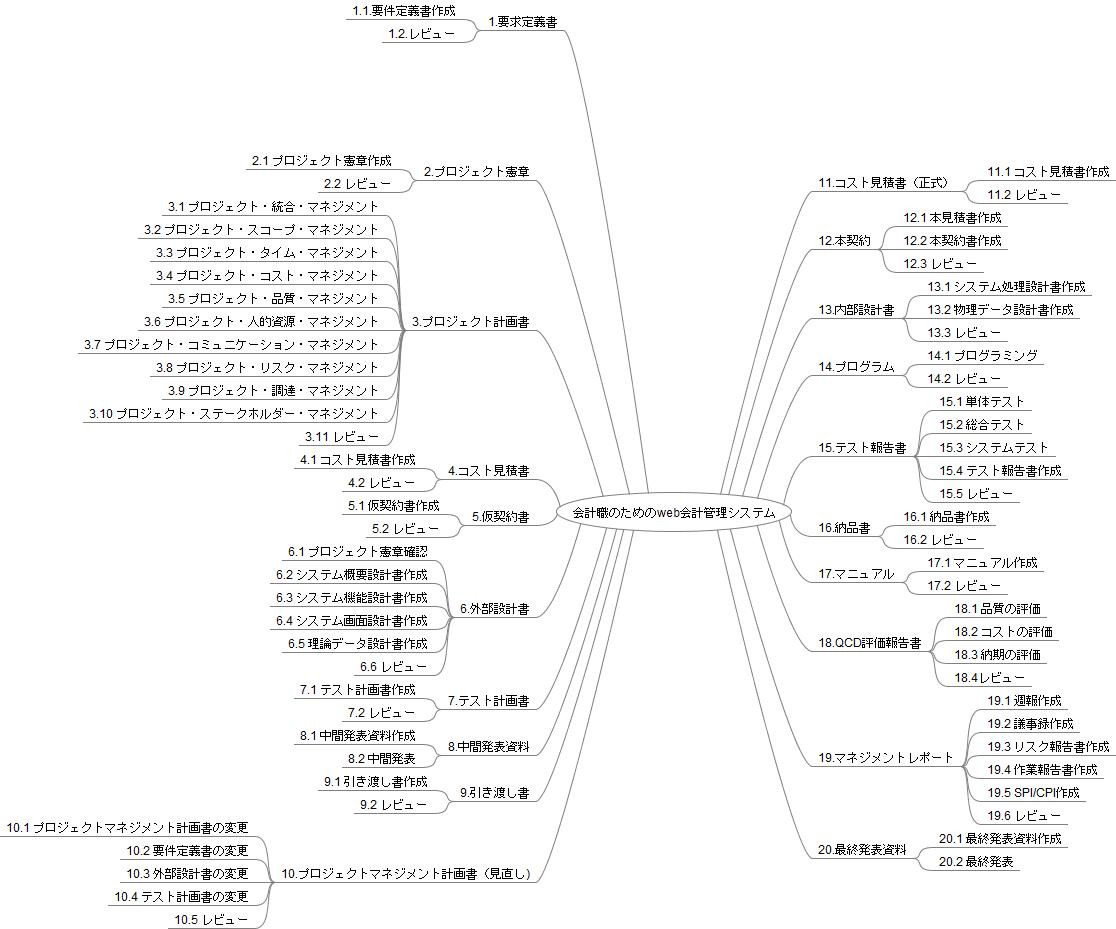 会計職のためのweb会計管理システム
1.要求定義書
1.1.要件定義書作成
1.2.レビュー
2.プロジェクト憲章
2.1 プロジェクト憲章作成
2.2 レビュー
3.プロジェクト計画書
3.1 プロジェクト・統合・マネジメント
3.2 プロジェクト・スコープ・マネジメント
3.3 プロジェクト・タイム・マネジメント
3.4 プロジェクト・コスト・マネジメント
3.5 プロジェクト・品質・マネジメント
3.6 プロジェクト・人的資源・マネジメント
3.7 プロジェクト・コミュニケーション・マネジメント
3.8 プロジェクト・リスク・マネジメント
3.9 プロジェクト・調達・マネジメント
3.10 プロジェクト・ステークホルダー・マネジメント
3.11 レビュー
4.コスト見積書
4.1 コスト見積書作成
4.2 レビュー
5.仮契約書
5.1 仮契約書作成
5.2 レビュー
6.外部設計書
6.1 プロジェクト憲章確認
6.2 システム概要設計書作成
6.3 システム機能設計書作成
6.4 システム画面設計書作成
6.5 理論データ設計書作成
6.6 レビュー
7.テスト計画書
7.1 テスト計画書作成
7.2 レビュー
8.中間発表資料
8.1 中間発表資料作成
8.2 中間発表
9.引き渡し書
9.1 引き渡し書作成
9.2 レビュー
10.プロジェクトマネジメント計画書（見直し）
10.1 プロジェクトマネジメント計画書の変更
10.2 要件定義書の変更
10.3 外部設計書の変更
10.4 テスト計画書の変更
10.5 レビュー
11.コスト見積書（正式）
11.1 コスト見積書作成
11.2 レビュー
12.本契約
12.1 本見積書作成
12.2 本契約書作成
12.3 レビュー
13.内部設計書
13.1 システム処理設計書作成
13.2 物理データ設計書作成
13.3 レビュー
14.プログラム
14.1 プログラミング
14.2 レビュー
15.テスト報告書
15.1 単体テスト
15.2 総合テスト
15.3 システムテスト
15.4 テスト報告書作成
15.5 レビュー
16.納品書
16.1 納品書作成
16.2 レビュー
17.マニュアル
17.1 マニュアル作成
17.2 レビュー
18.QCD評価報告書
18.1 品質の評価
18.2 コストの評価
18.3 納期の評価
18.4レビュー
19.マネジメントレポート
19.1 週報作成
19.2 議事録作成
19.3 リスク報告書作成
19.4 作業報告書作成
19.5 SPI/CPI作成
19.6 レビュー
20.最終発表資料
20.1 最終発表資料作成
20.2 最終発表